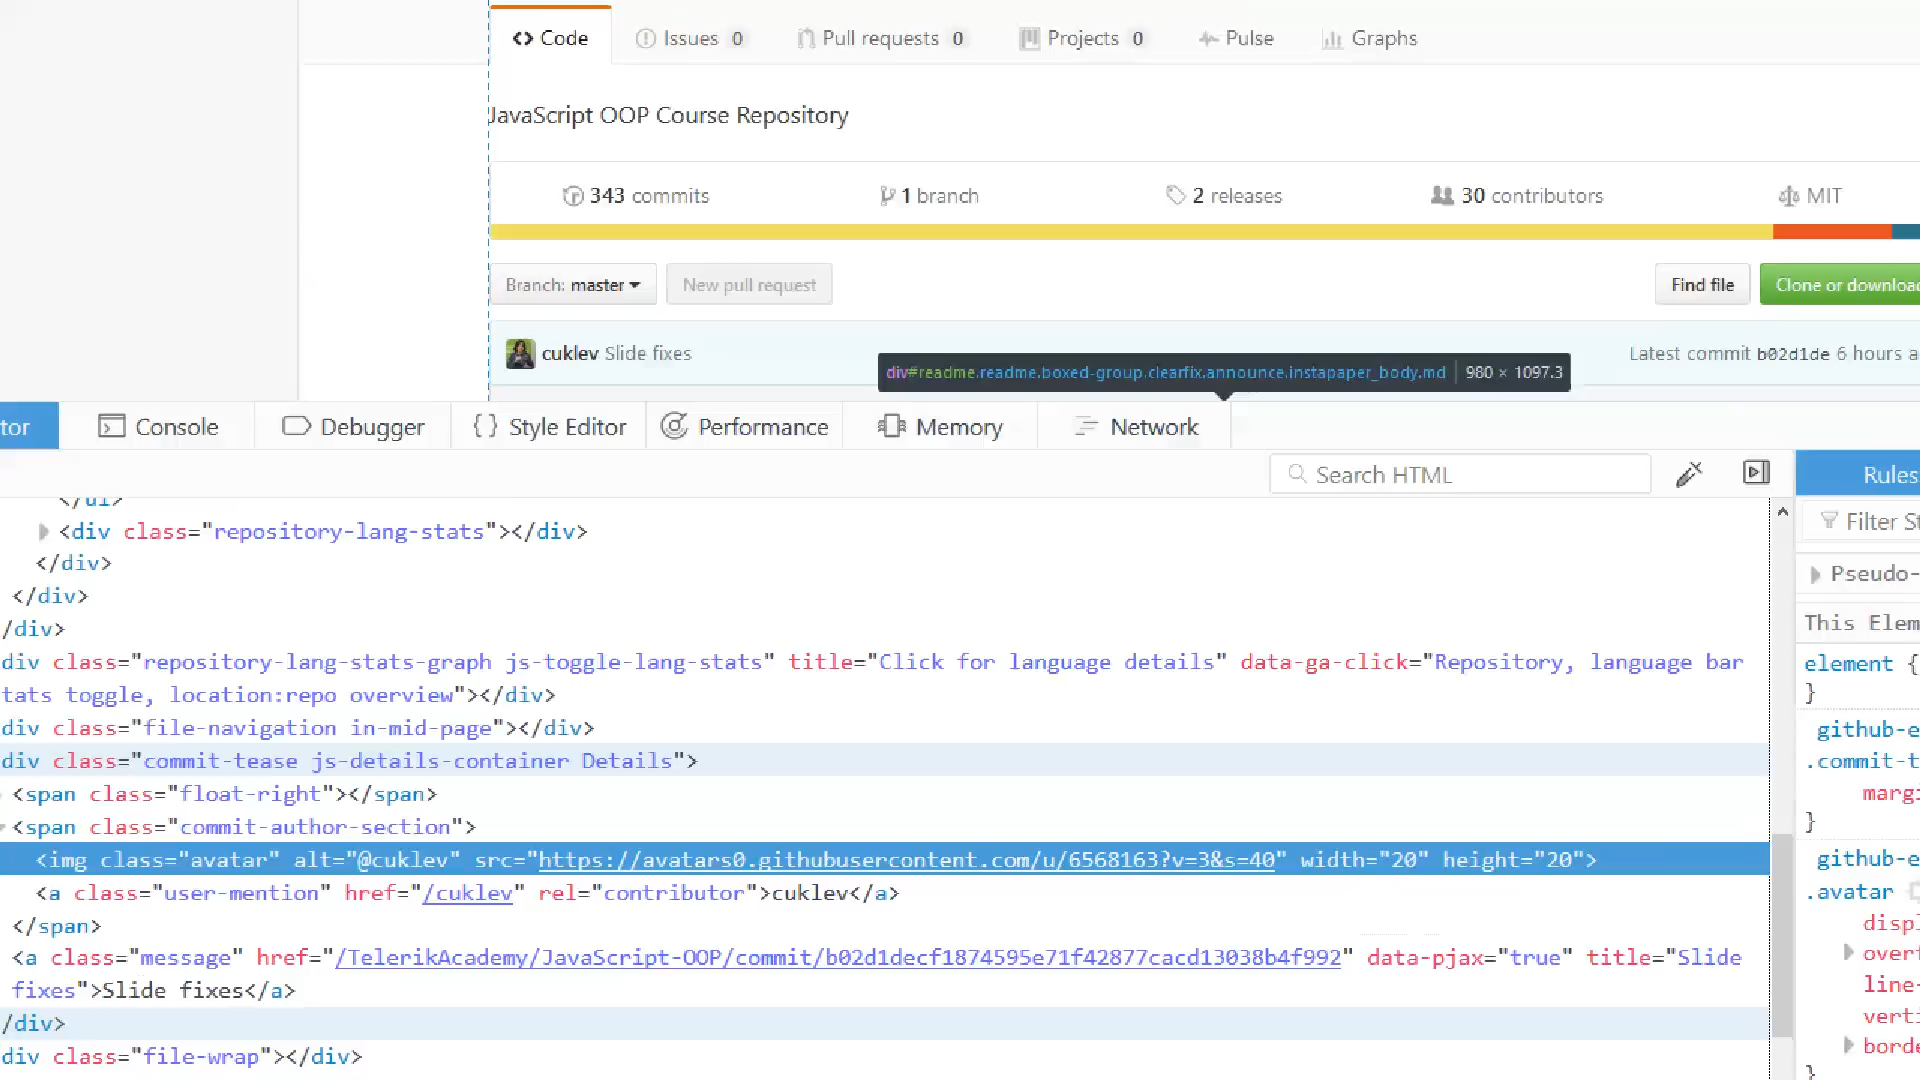 Code Issues 0 Pull requests 0 Projects 0 Pulse Graphs
JavaScript OOP Course Repository
343 commits 1 branch 2 releases 30 contributors MIT
Branch: master New pull request Find file Clone or download
cuklev Slide fixes Latest commit b02d1de 6 hours a
div#readme.readme.boxed-group.clearfix.announce.instapaper_body.md 980 × 1097.3
tor Console Debugger Style Editor Performance Memory Network
Search HTML Rules
</ul>
Filter St
<div class="repository-lang-stats"></div>
</div>
Pseudo-
</div>
/div>
This Elem
div class="repository-lang-stats-graph js-toggle-lang-stats" title="Click for language details" data-ga-click="Repository, language bar
tats toggle, location:repo overview"></div>
element {
}
div class="file-navigation in-mid-page"></div>
github-e
div class="commit-tease js-details-container Details">
.commit-t
<span class="float-right"></span>
margi
<span class="commit-author-section">
}
<img class="avatar" alt="@cuklev" src="https://avatars0.githubusercontent.com/u/6568163?v=3&s=40" width="20" height="20">
github-e
<a class="user-mention" href="/cuklev" rel="contributor">cuklev</a>
.avatar
</span>
displ
<a class="message" href="/TelerikAcademy/JavaScript-OOP/commit/b02d1decf1874595e71f42877cacd13038b4f992" data-pjax="true" title="Slide
overf
fixes">Slide fixes</a>
line-
/div>
verti
div class="file-wrap"></div>
borde
}